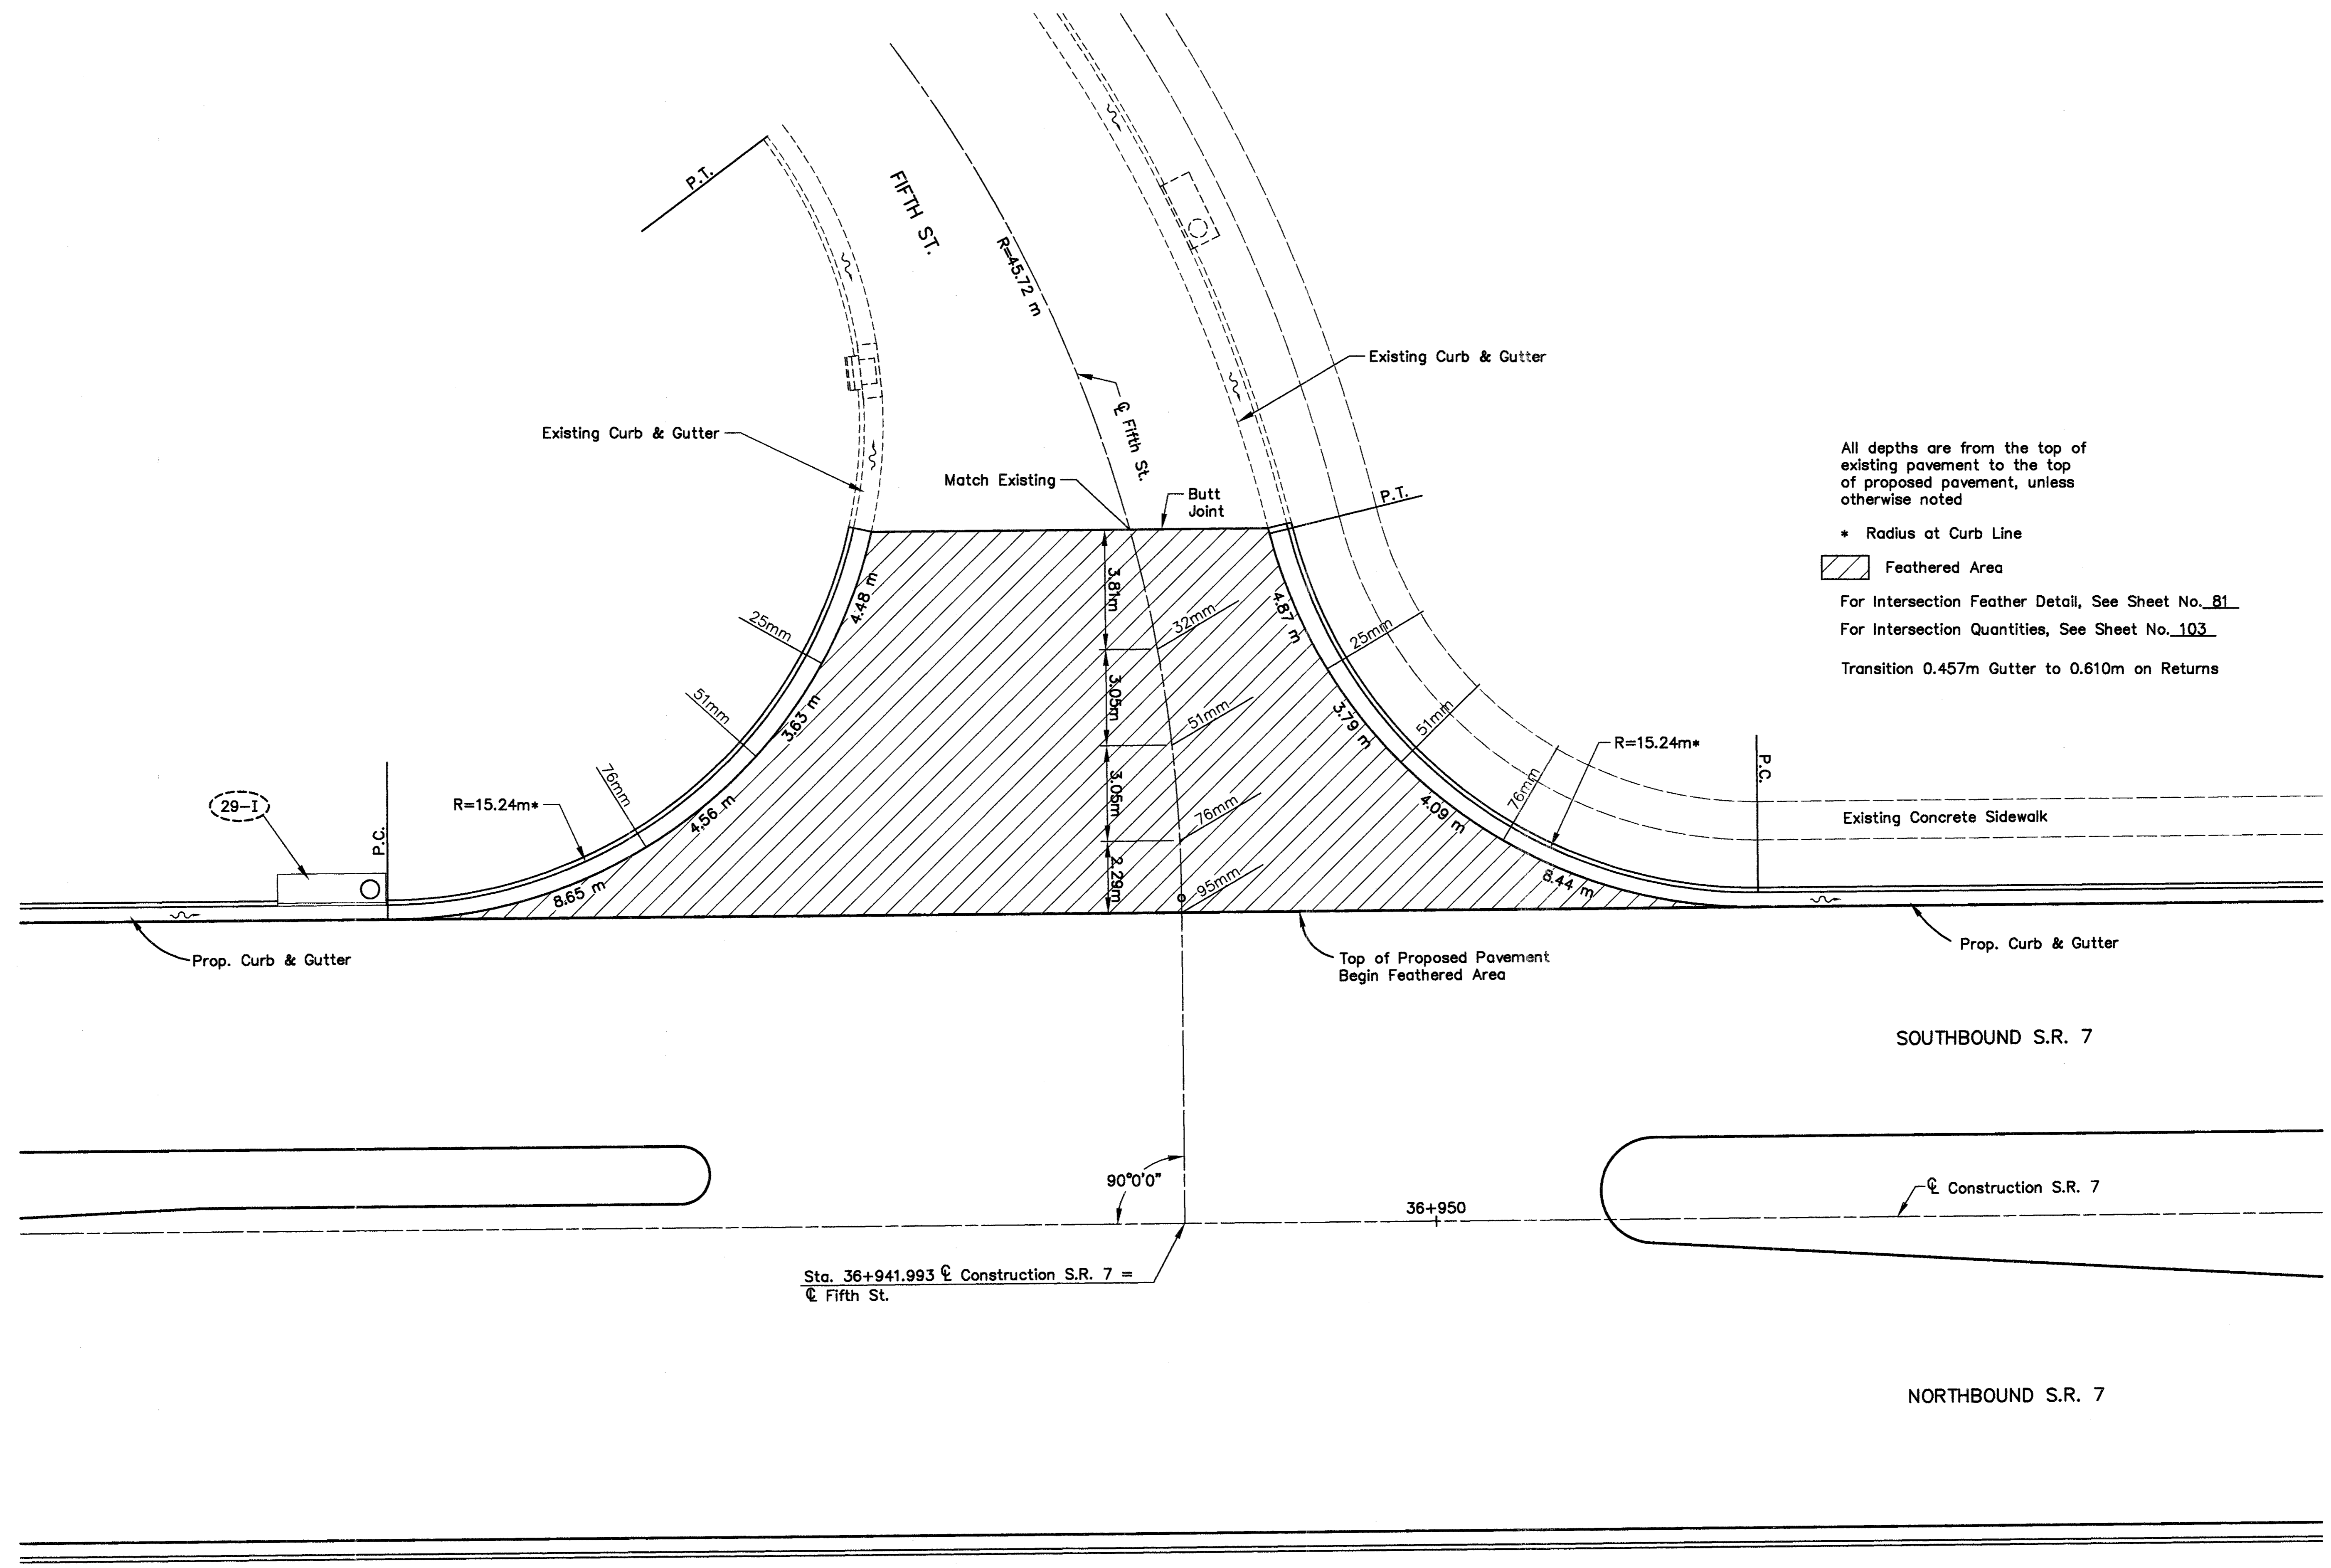 P.T.
FIFTH ST.
R=45.72 m
Existing Curb & Gutter
℄ Fifth St.
Existing Curb & Gutter
Match Existing
Butt
Joint
P.T.
All depths are from the top of
existing pavement to the top
of proposed pavement, unless
otherwise noted
* Radius at Curb Line
Feathered Area
For Intersection Feather Detail, See Sheet No. 81
For Intersection Quantities, See Sheet No. 103
Transition 0.457m Gutter to 0.610m on Returns
4.48 m
3.81m
32mm
4.87 m
25mm
25mm
51mm
3.63 m
3.05m
51mm
3.79 m
51mm
R=15.24m*
P.C.
76mm
R=15.24m*
4.56 m
3.05m
76mm
4.09 m
76mm
29-I
P.C.
Existing Concrete Sidewalk
8.65 m
2.29m
95mm
8.44 m
Prop. Curb & Gutter
Top of Proposed Pavement
Begin Feathered Area
Prop. Curb & Gutter
SOUTHBOUND S.R. 7
90°0'0"
36+950
℄ Construction S.R. 7
Sta. 36+941.993 ℄ Construction S.R. 7 =
℄ Fifth St.
NORTHBOUND S.R. 7